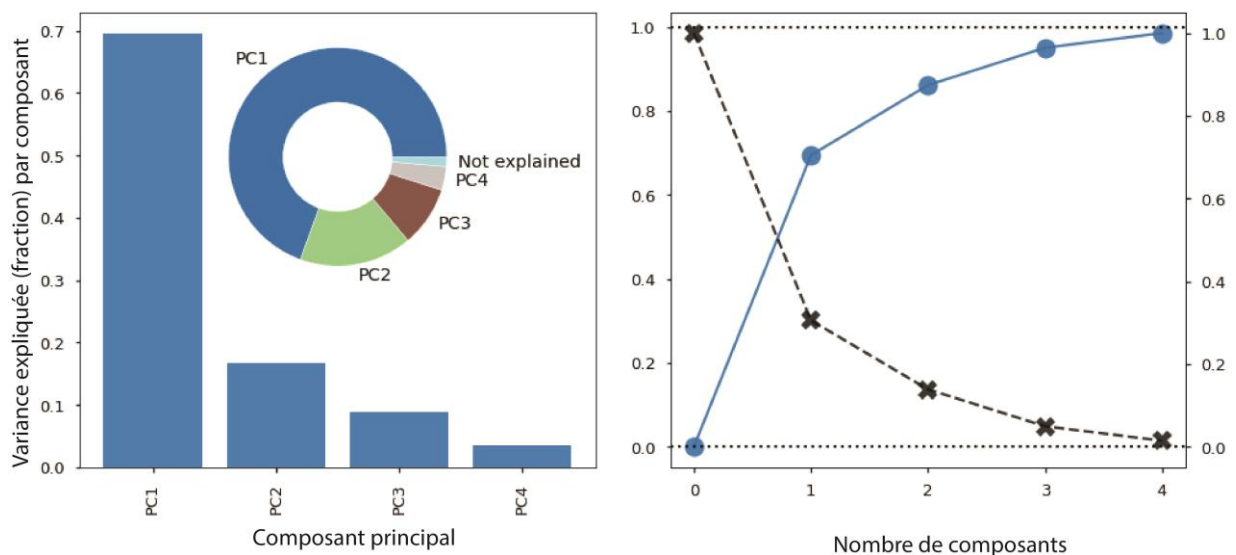 Variance expliquée (fraction) par composant
0.7
0.6
0.5
0.4
0.3
0.2
0.1
0.0
PC1
Not explained
PC4
PC3
PC2
PC1
PC2
PC3
PC4
Composant principal
1.0
0.8
0.6
0.4
0.2
0.0
1.0
0.8
0.6
0.4
0.2
0.0
0
1
2
3
4
Nombre de composants